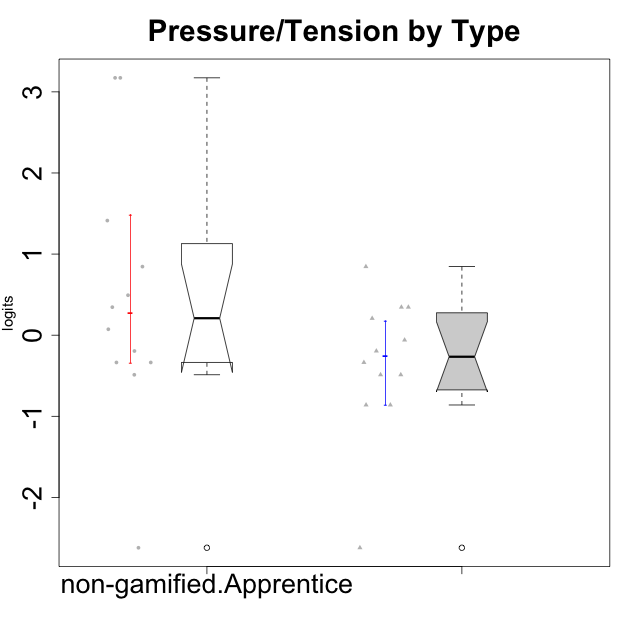 Pressure/Tension by Type
3
2
1
0
-1
-2
logits
non-gamified.Apprentice